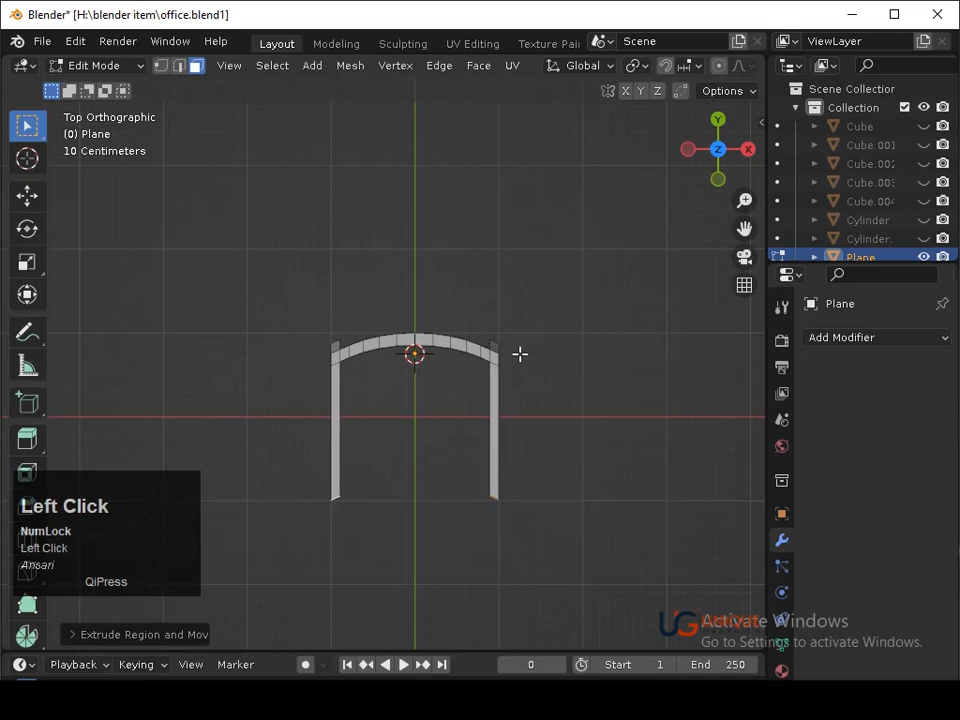 Blender* [H:\blender item\office.blend1]
File Edit Render Window Help Layout Modeling Sculpting UV Editing Texture Pai Scene ViewLayer
Edit Mode View Select Add Mesh Vertex Edge Face UV Global
X Y Z Options
Top Orthographic
(0) Plane
10 Centimeters
Y
Z X
Scene Collection
Collection
Cube
Cube.001
Cube.002
Cube.003
Cube.004
Cylinder
Cylinder.
Plane
Plane
Add Modifier
Left Click
NumLock
Left Click
Ansari
QiPress
Extrude Region and Mov
UG
Activate Windows
Go to Settings to activate Windows.
Playback Keying View Marker 0 Start 1 End 250